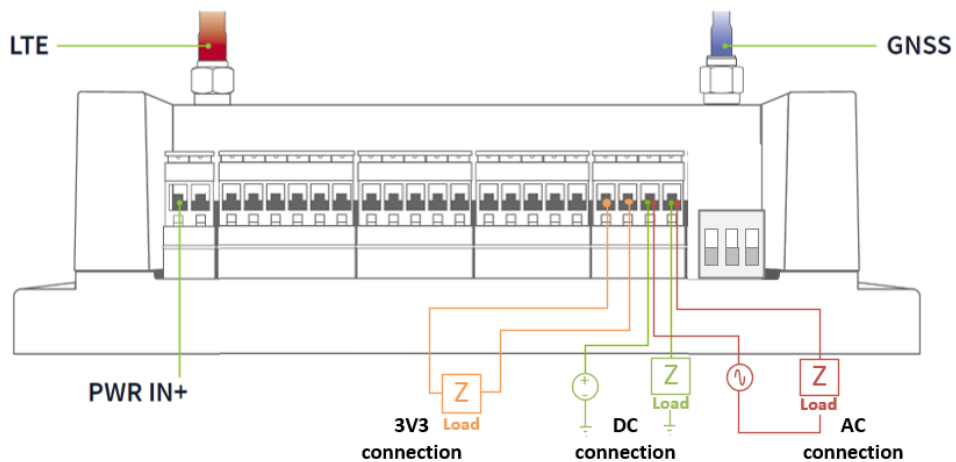 LTE
GNSS
PWR IN+
Z
Load
3V3
connection
+
-
Z
Load
DC
connection
Z
Load
AC
connection